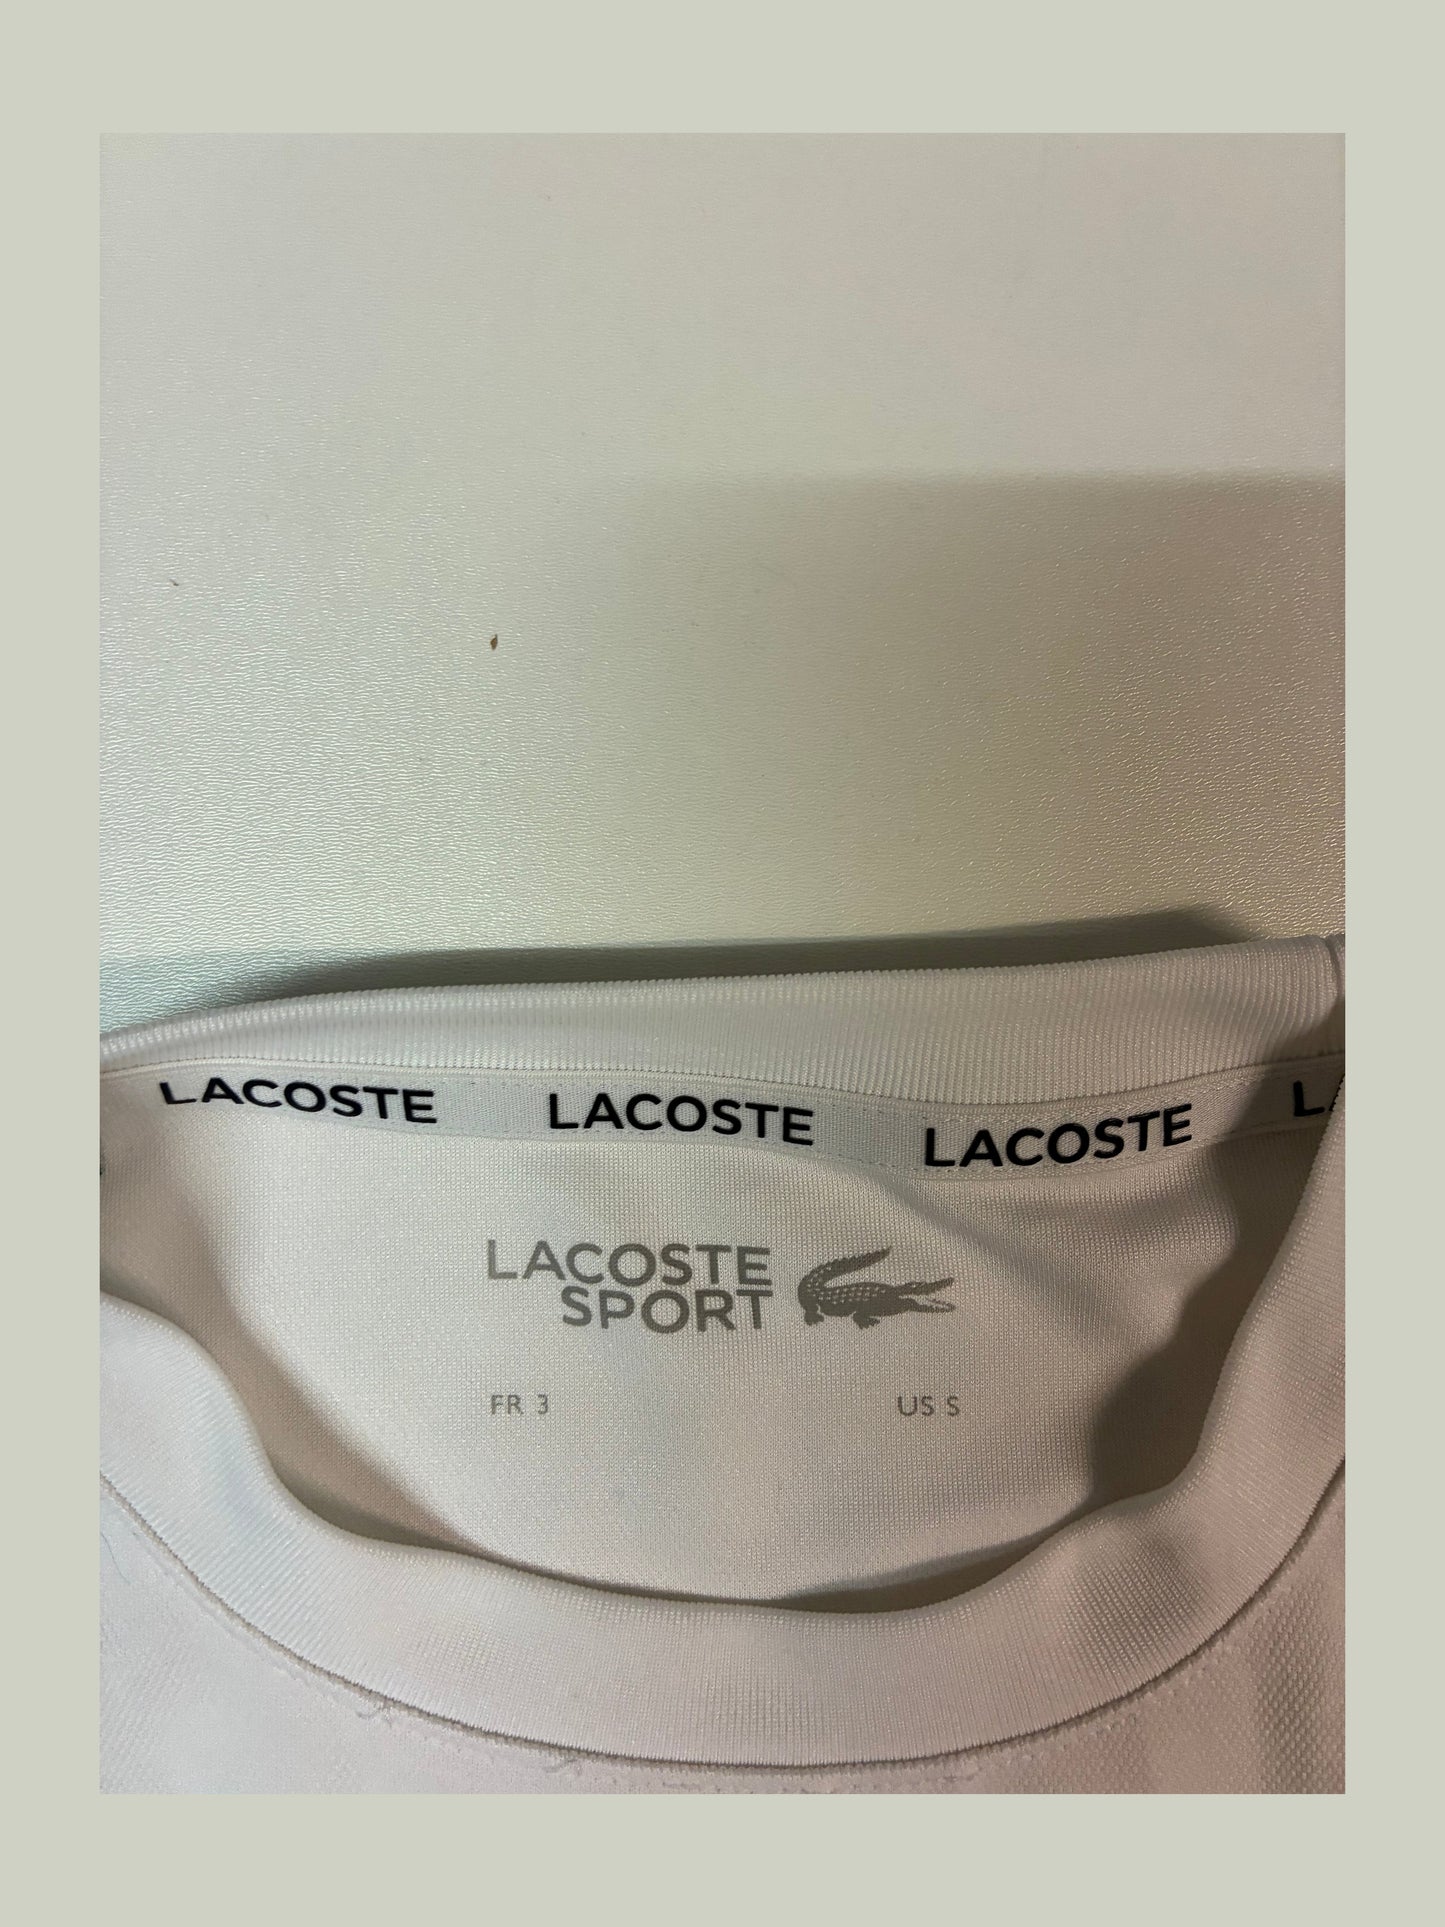 LACOSTE LACOSTE LACOSTE L
LACOSTE
SPORT
FR 3 US S